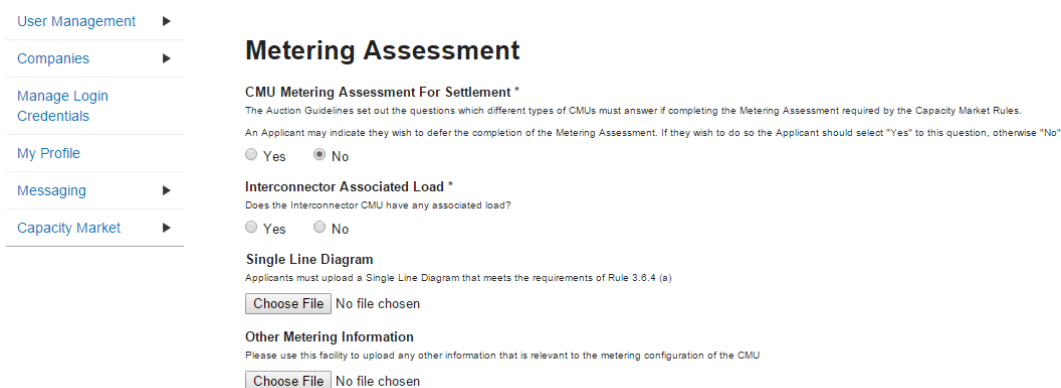 User Management
Companies
Manage Login
Credentials
My Profile
Messaging
Capacity Market
Metering Assessment
CMU Metering Assessment For Settlement *
The Auction Guidelines set out the questions which different types of CMUs must answer if completing the Metering Assessment required by the Capacity Market Rules.
An Applicant may indicate they wish to defer the completion of the Metering Assessment. If they wish to do so the Applicant should select "Yes" to this question, otherwise "No"
Yes No
Interconnector Associated Load *
Does the Interconnector CMU have any associated load?
Yes No
Single Line Diagram
Applicants must upload a Single Line Diagram that meets the requirements of Rule 3.6.4 (a)
Choose File No file chosen
Other Metering Information
Please use this facility to upload any other information that is relevant to the metering configuration of the CMU
Choose File No file chosen